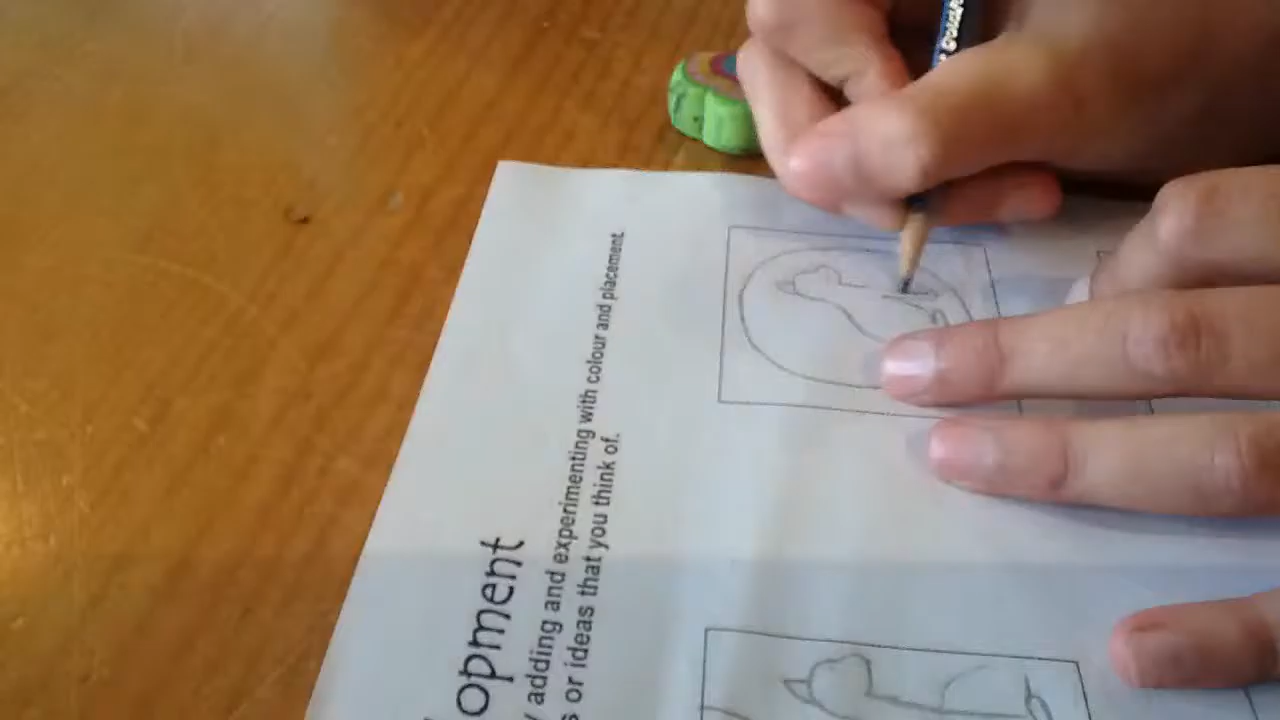 opment
adding and experimenting with colour and placement.
or ideas that you think of.